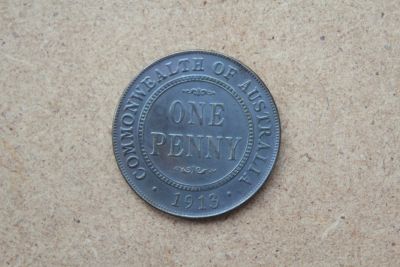 COMMONWEALTH OF AUSTRALIA
ONE
PENNY
· 1913 ·